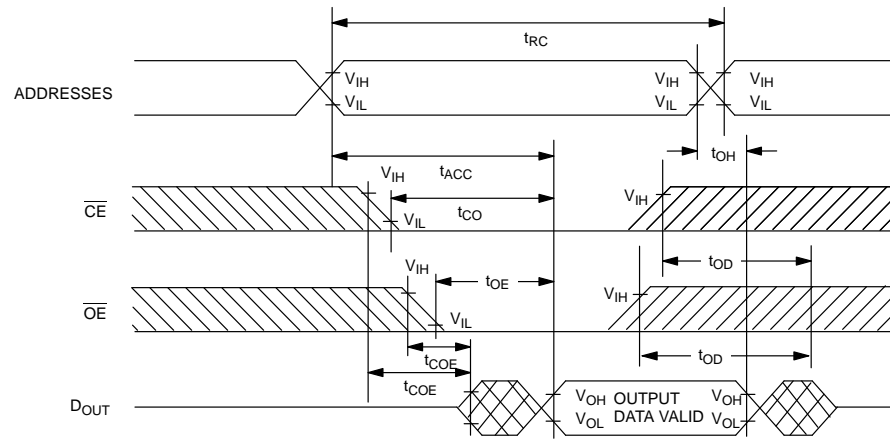 tRC
ADDRESSES
VIH
VIL
VIH
VIL
VIH
VIL
tOH
tACC
CE
VIH
VIL
tCO
VIH
tOD
OE
VIH
VIL
tOE
VIH
tOD
tCOE
tCOE
DOUT
VOH
VOL
OUTPUT
DATA VALID
VOH
VOL